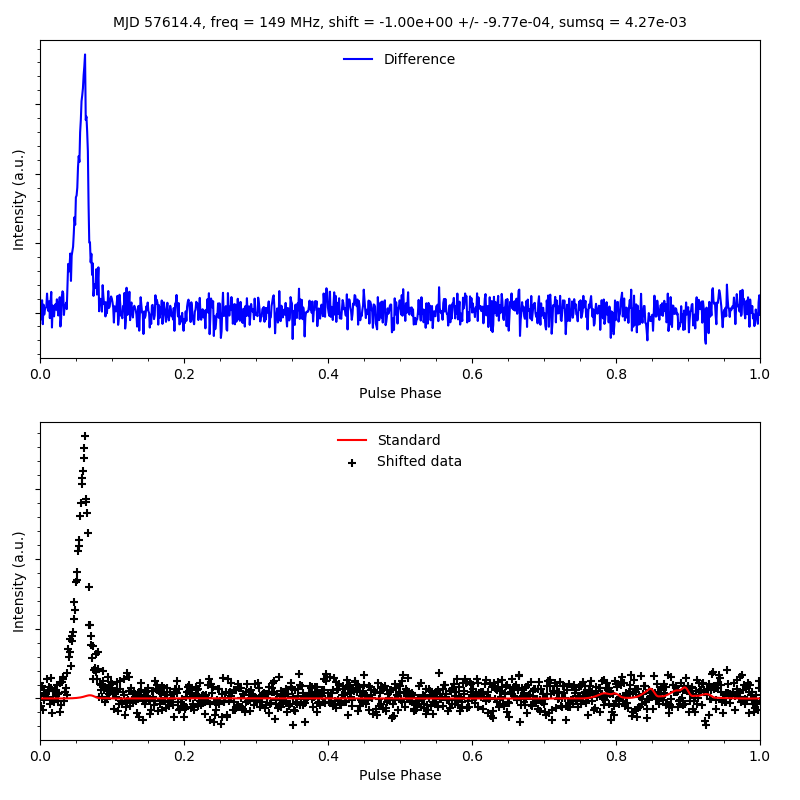 MJD 57614.4, freq = 149 MHz, shift = -1.00e+00 +/- -9.77e-04, sumsq = 4.27e-03
Difference
Intensity (a.u.)
0.0 0.2 0.4 0.6 0.8 1.0
Pulse Phase
Standard
Shifted data
Intensity (a.u.)
0.0 0.2 0.4 0.6 0.8 1.0
Pulse Phase